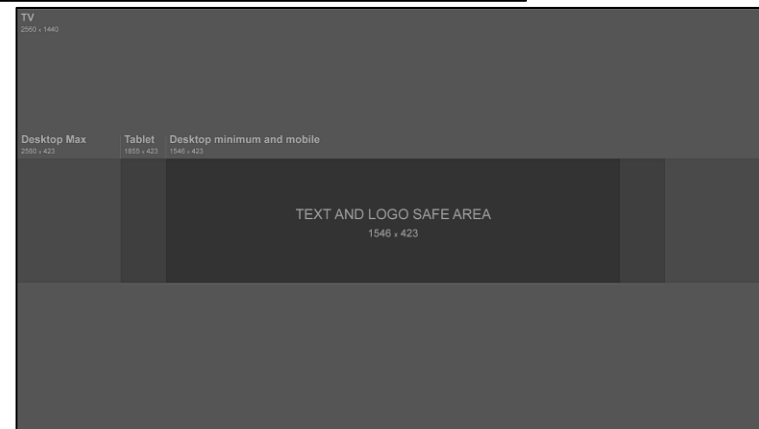 TV
2560 x 1440
Desktop Max
2560 x 423
Tablet
1855 x 423
Desktop minimum and mobile
1546 x 423
TEXT AND LOGO SAFE AREA
1546 x 423